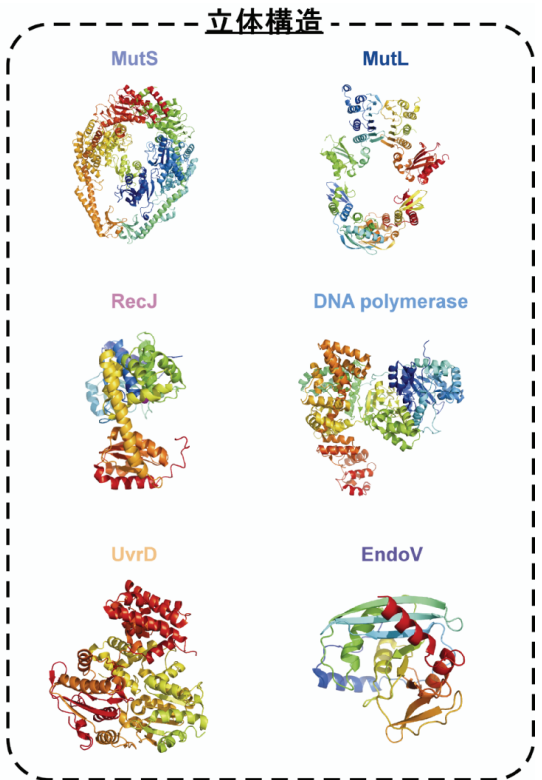 立体構造
MutS
MutL
RecJ
DNA polymerase
UvrD
EndoV